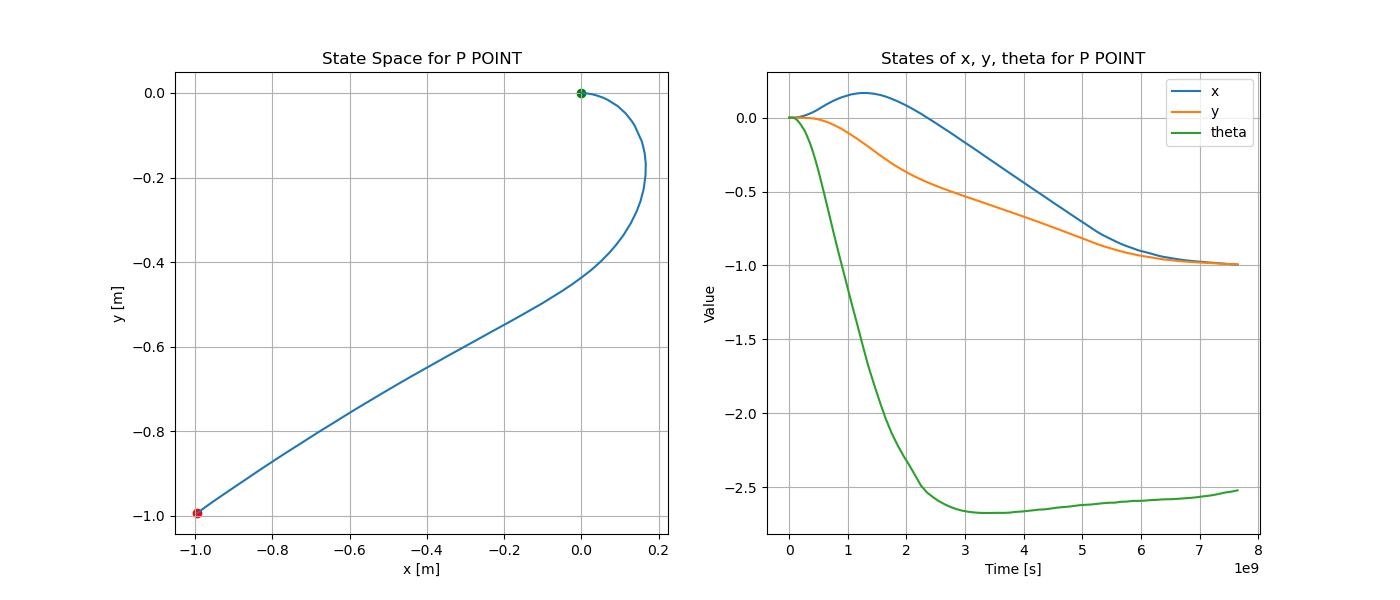 State Space for P POINT
y [m]
0.0
−0.2
−0.4
−0.6
−0.8
−1.0
−1.0 −0.8 −0.6 −0.4 −0.2 0.0 0.2
x [m]
States of x, y, theta for P POINT
x
y
theta
Value
0.0
−0.5
−1.0
−1.5
−2.0
−2.5
0 1 2 3 4 5 6 7 8
1e9
Time [s]